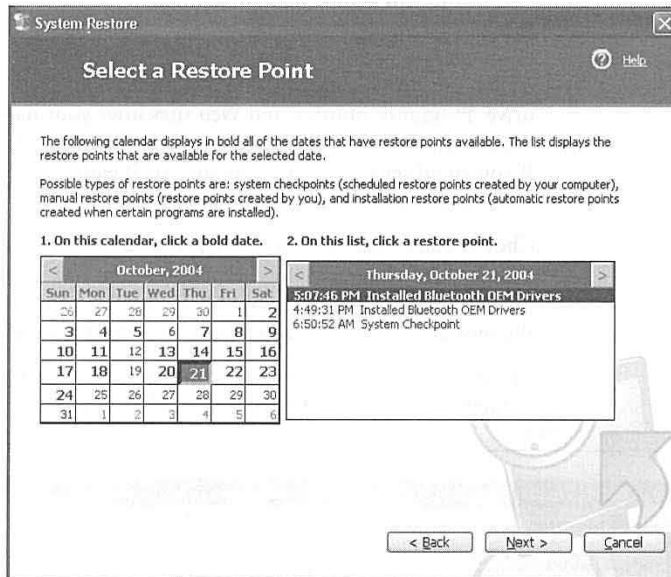 System Restore
Select a Restore Point
Help
The following calendar displays in bold all of the dates that have restore points available. The list displays the
restore points that are available for the selected date.
Possible types of restore points are: system checkpoints (scheduled restore points created by your computer),
manual restore points (restore points created by you), and installation restore points (automatic restore points
created when certain programs are installed).
1. On this calendar, click a bold date.
2. On this list, click a restore point.
< October, 2004 >
Sun Mon Tue Wed Thu Fri Sat
26 27 28 29 30 1 2
3 4 5 6 7 8 9
10 11 12 13 14 15 16
17 18 19 20 21 22 23
24 25 26 27 28 29 30
31 1 2 3 4 5 6
< Thursday, October 21, 2004 >
5:07:46 PM Installed Bluetooth OEM Drivers
4:49:31 PM Installed Bluetooth OEM Drivers
6:50:52 AM System Checkpoint
< Back
Next >
Cancel